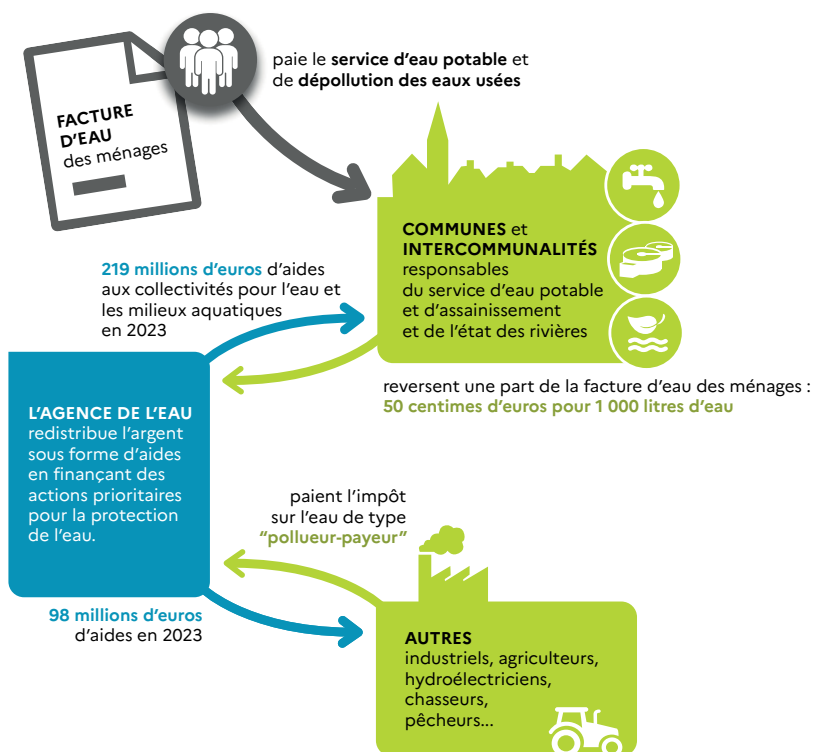 paie le service d'eau potable et
de dépollution des eaux usées
FACTURE
D'EAU
des ménages
COMMUNES et
INTERCOMMUNALITÉS
responsables
du service d'eau potable
et d'assainissement
et de l'état des rivières
219 millions d'euros d'aides
aux collectivités pour l'eau et
les milieux aquatiques
en 2023
reversent une part de la facture d'eau des ménages :
50 centimes d'euros pour 1 000 litres d'eau
L'AGENCE DE L'EAU
redistribue l'argent
sous forme d'aides
en finançant des
actions prioritaires
pour la protection
de l'eau.
paient l'impôt
sur l'eau de type
"pollueur-payeur"
98 millions d'euros
d'aides en 2023
AUTRES
industriels, agriculteurs,
hydroélectriciens,
chasseurs,
pêcheurs...